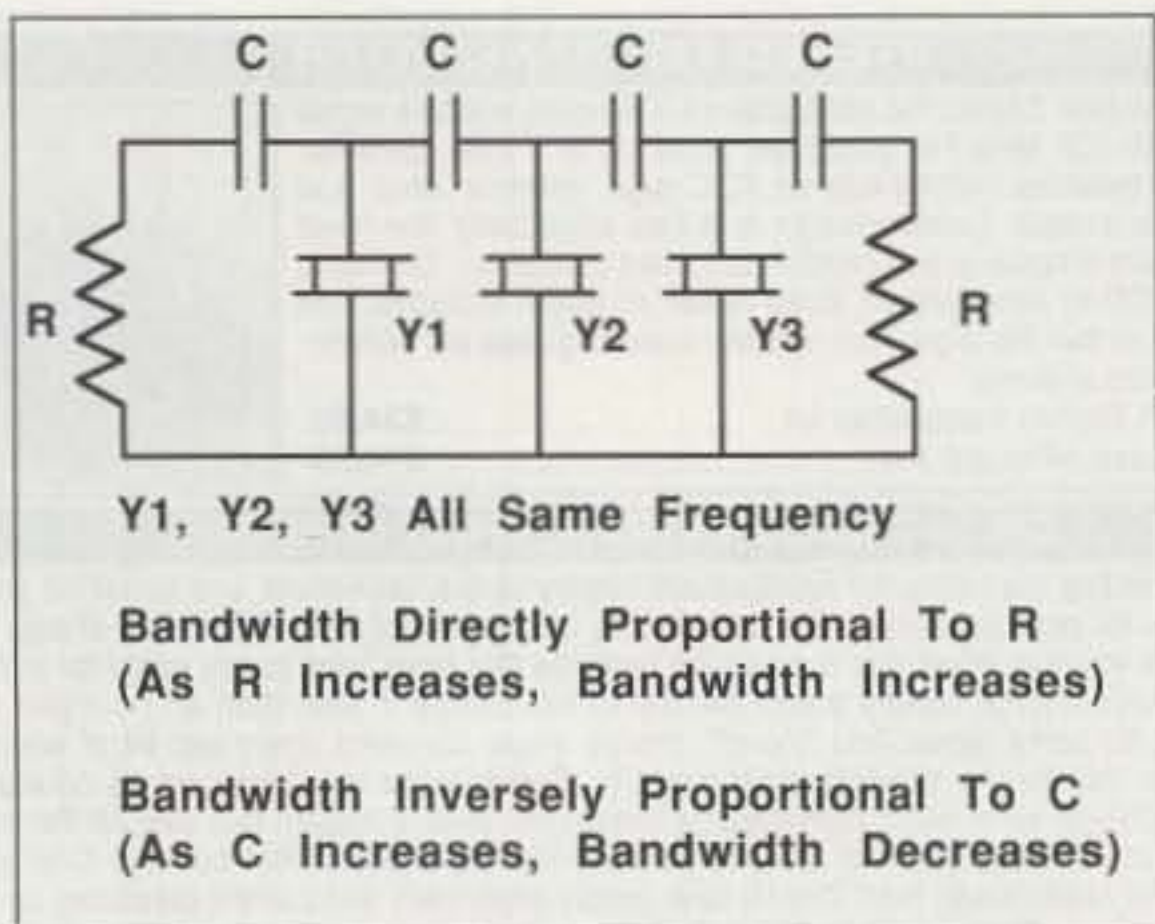 C C C C
R Y1 Y2 Y3 R
Y1, Y2, Y3 All Same Frequency
Bandwidth Directly Proportional To R
(As R Increases, Bandwidth Increases)
Bandwidth Inversely Proportional To C
(As C Increases, Bandwidth Decreases)